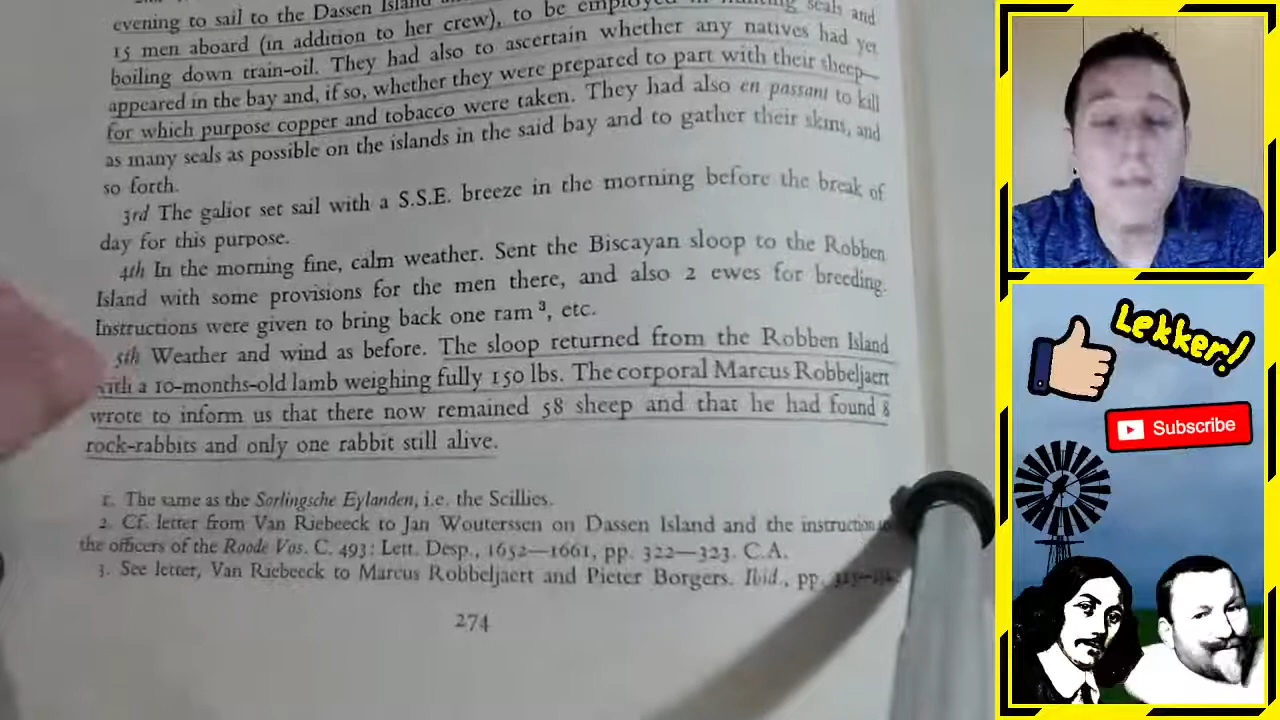 evening to sail to the Dassen Island
15 men aboard (in addition to her crew), to be employed in hunting seals and
boiling down train-oil. They had also to ascertain whether any natives had yet
appeared in the bay and, if so, whether they were prepared to part with their sheep—
for which purpose copper and tobacco were taken. They had also en passant to kill
as many seals as possible on the islands in the said bay and to gather their skins, and
so forth.
3rd The galiot set sail with a S.S.E. breeze in the morning before the break of
day for this purpose.
4th In the morning fine, calm weather. Sent the Biscayan sloop to the Robben
Island with some provisions for the men there, and also 2 ewes for breeding.
Instructions were given to bring back one ram 3, etc.
5th Weather and wind as before. The sloop returned from the Robben Island
with a 10-months-old lamb weighing fully 150 lbs. The corporal Marcus Robbeljaert
wrote to inform us that there now remained 58 sheep and that he had found 8
rock-rabbits and only one rabbit still alive.
1. The same as the Sorlingsche Eylanden, i.e. the Scillies.
2. Cf. letter from Van Riebeeck to Jan Wouterssen on Dassen Island and the instruction
the officers of the Roode Vos. C. 493: Lett. Desp., 1652—1661, pp. 322—323. C.A.
3. See letter, Van Riebeeck to Marcus Robbeljaert and Pieter Borgers. Ibid., pp.
274
Lekker!
Subscribe